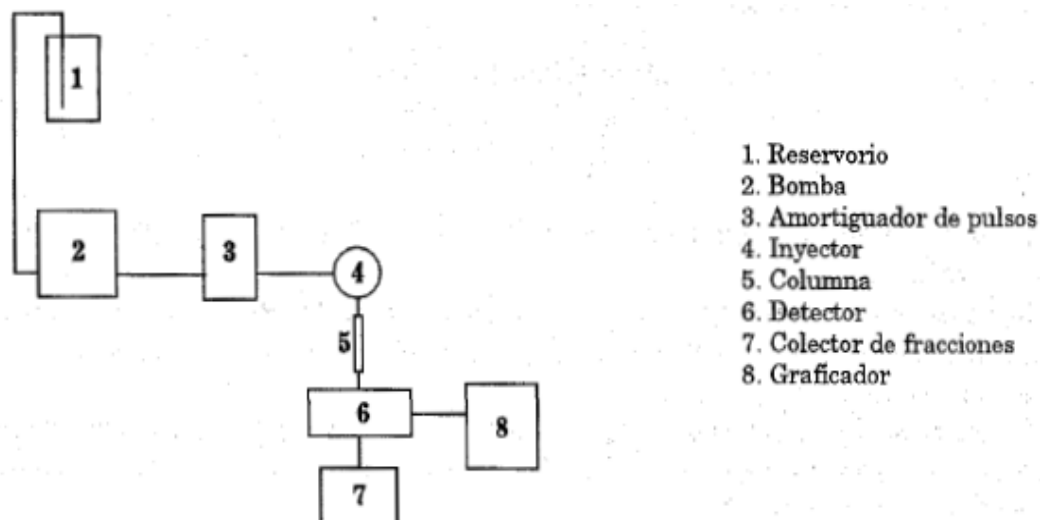 1
2
3
4
5
6
7
8
1. Reservorio
2. Bomba
3. Amortiguador de pulsos
4. Inyector
5. Columna
6. Detector
7. Colector de fracciones
8. Graficador